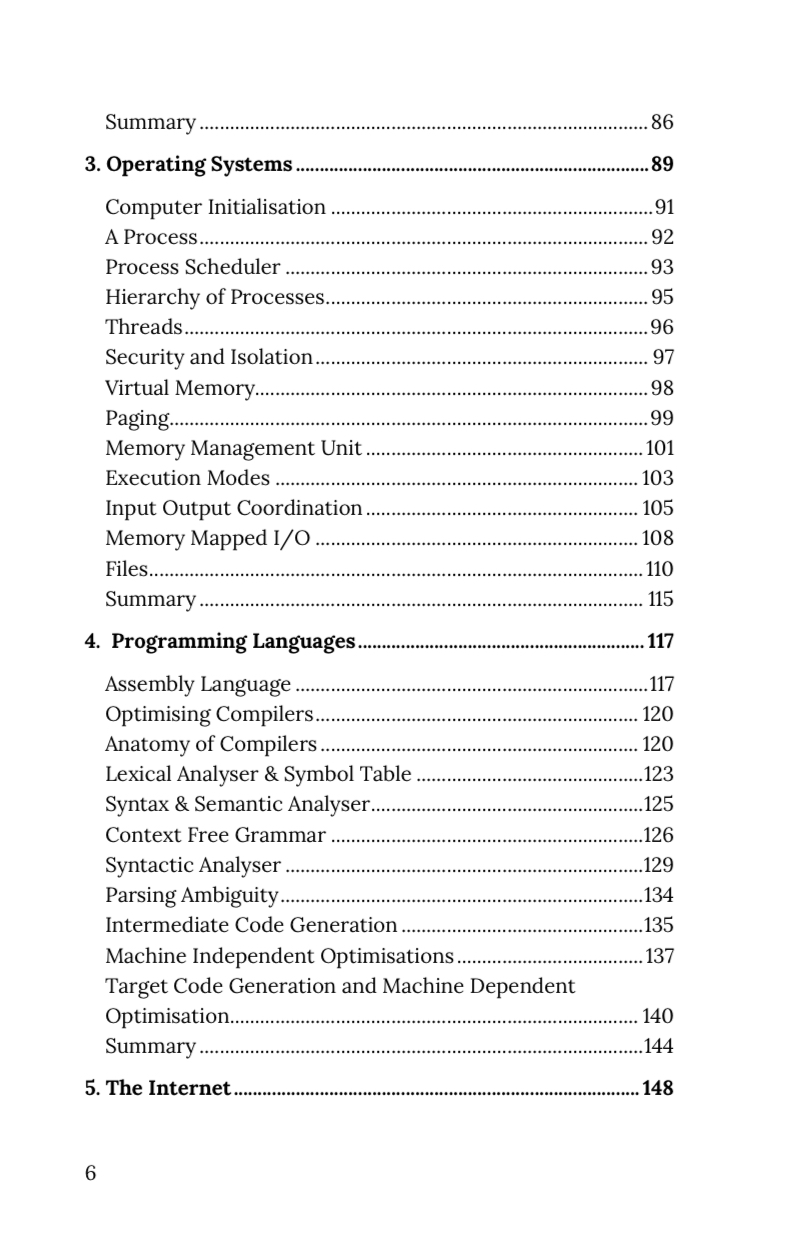 Summary ........................................................................................ 86
3. Operating Systems .......................................................................... 89
Computer Initialisation ............................................................... 91
A Process ........................................................................................ 92
Process Scheduler ....................................................................... 93
Hierarchy of Processes ............................................................... 95
Threads ........................................................................................... 96
Security and Isolation ................................................................. 97
Virtual Memory ............................................................................. 98
Paging .............................................................................................. 99
Memory Management Unit ...................................................... 101
Execution Modes ....................................................................... 103
Input Output Coordination ..................................................... 105
Memory Mapped I/O ............................................................... 108
Files ................................................................................................. 110
Summary ....................................................................................... 115
4. Programming Languages ............................................................ 117
Assembly Language ..................................................................... 117
Optimising Compilers ............................................................... 120
Anatomy of Compilers .............................................................. 120
Lexical Analyser & Symbol Table ............................................ 123
Syntax & Semantic Analyser ..................................................... 125
Context Free Grammar ............................................................. 126
Syntactic Analyser ...................................................................... 129
Parsing Ambiguity ....................................................................... 134
Intermediate Code Generation ............................................... 135
Machine Independent Optimisations .................................... 137
Target Code Generation and Machine Dependent
Optimisation ................................................................................ 140
Summary ....................................................................................... 144
5. The Internet ..................................................................................... 148
6